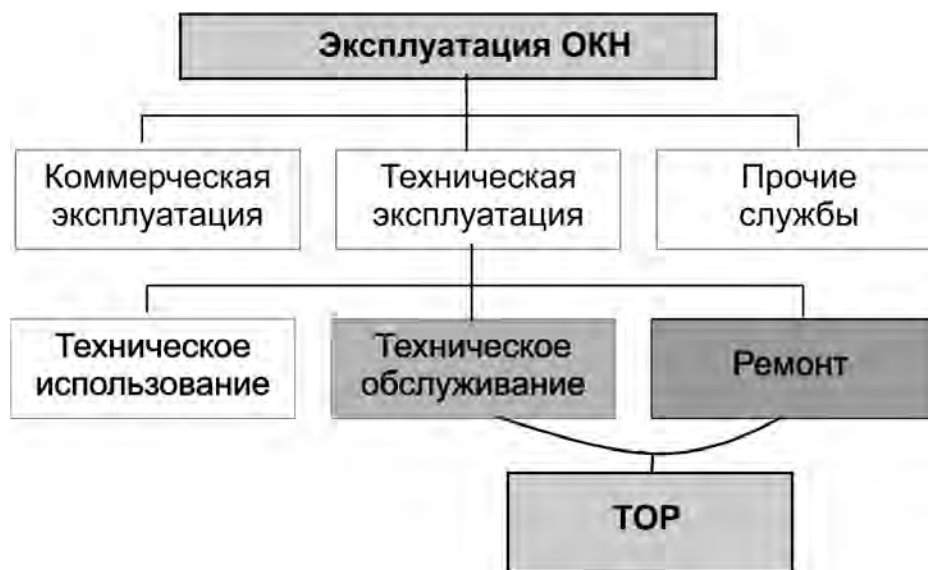 Эксплуатация ОКН
Коммерческая
эксплуатация
Техническая
эксплуатация
Прочие
службы
Техническое
использование
Техническое
обслуживание
Ремонт
ТОР